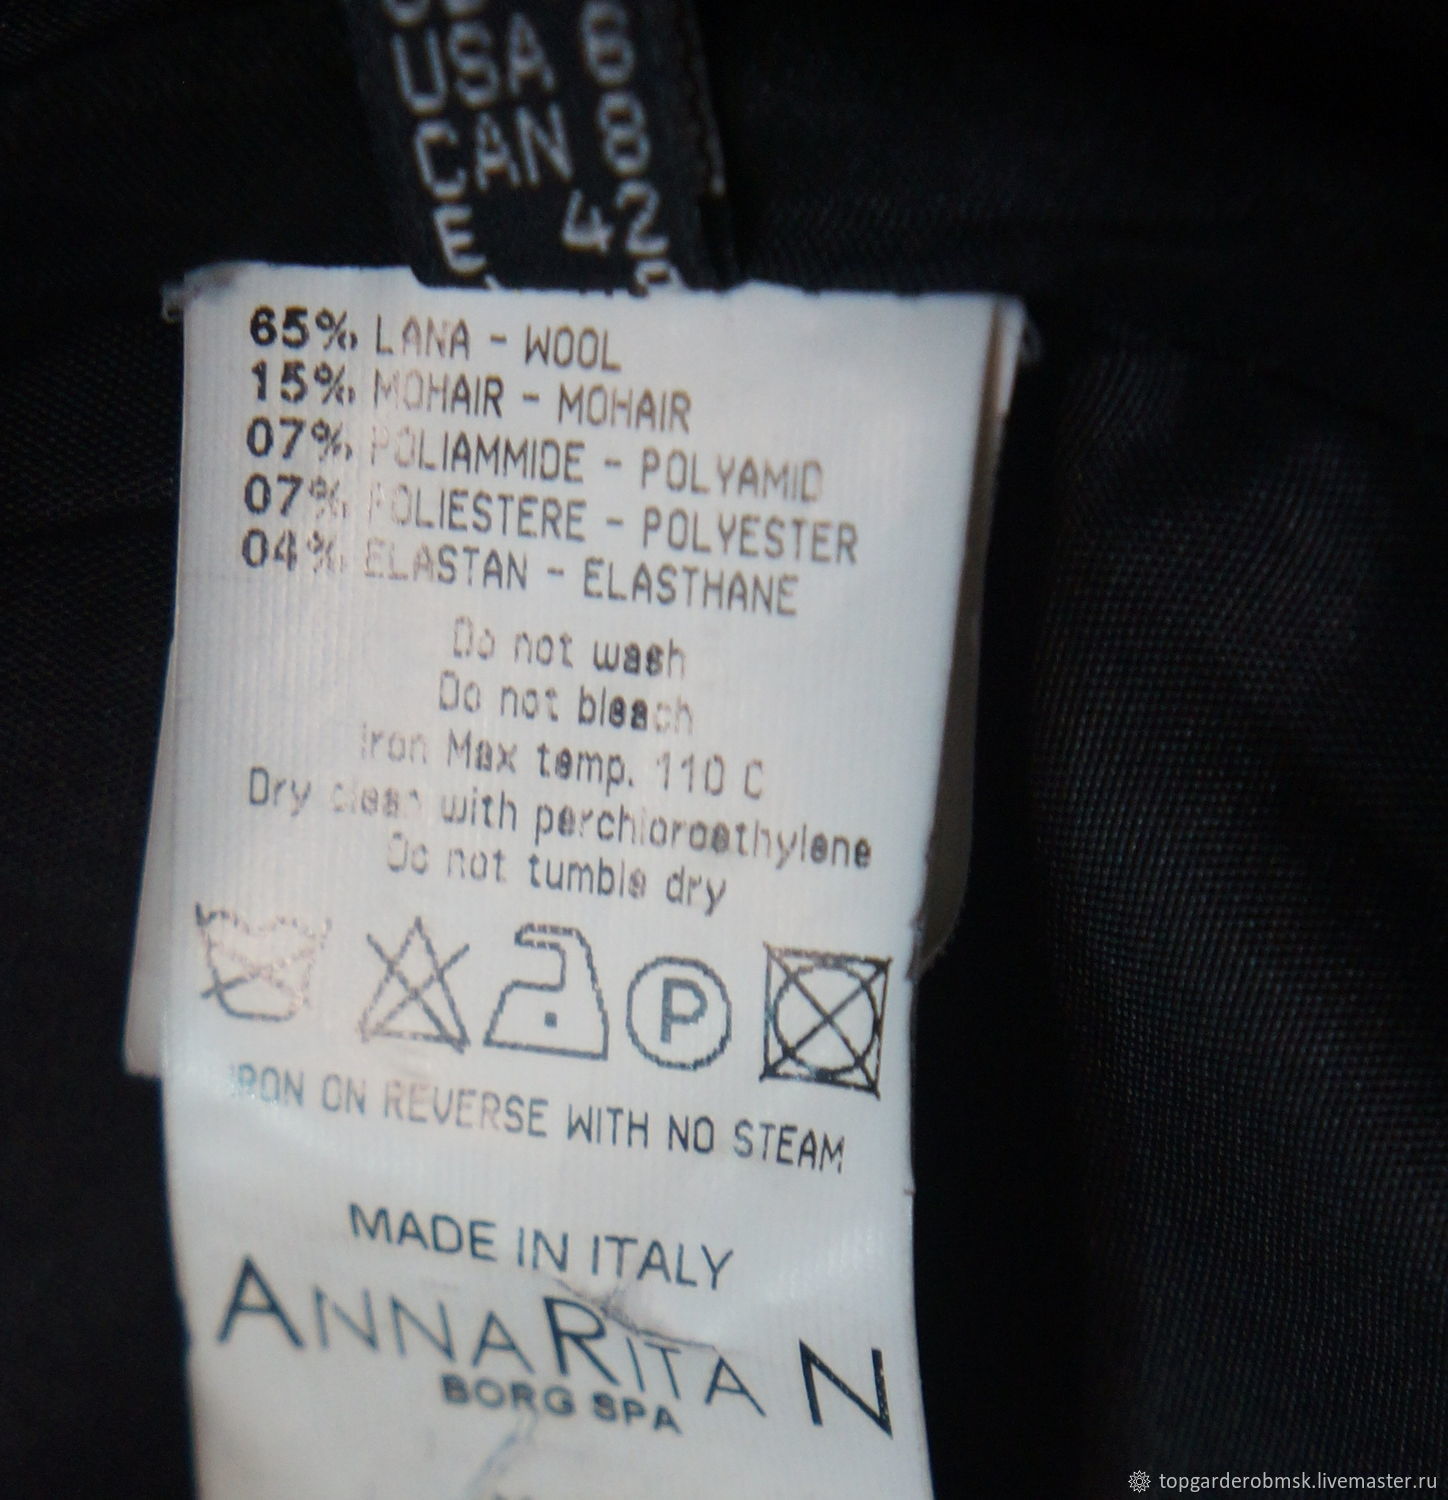 USA 6
CAN 8
E 42
65% LANA - WOOL
15% MOHAIR - MOHAIR
07% POLIAMMIDE - POLYAMID
07% POLIESTERE - POLYESTER
04% ELASTAN - ELASTHANE
Do not wash
Do not bleach
Iron Max temp. 110 C
Dry clean with perchloroethylene
Do not tumble dry
P
IRON ON REVERSE WITH NO STEAM
MADE IN ITALY
ANNARITA N
BORG SPA
topgarderobmsk.livemaster.ru